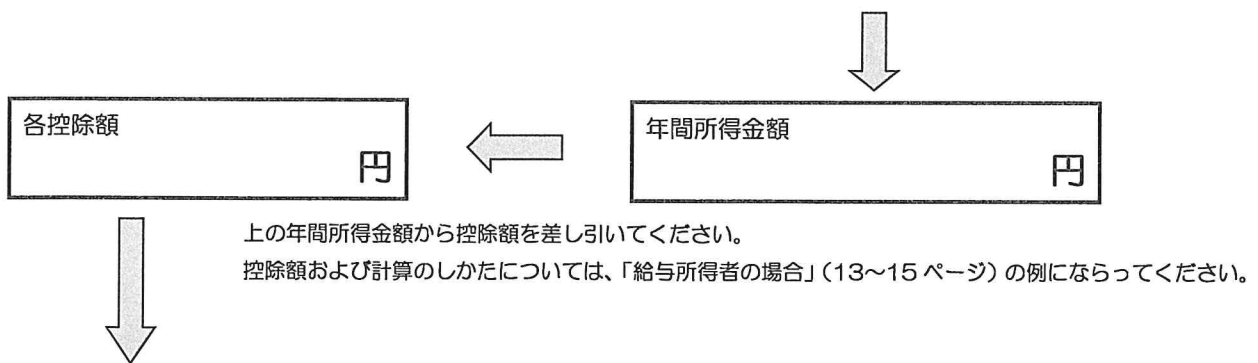 各控除額
円
年間所得金額
円
上の年間所得金額から控除額を差し引いてください。
控除額および計算のしかたについては、「給与所得者の場合」（13～15 ページ）の例にならってください。